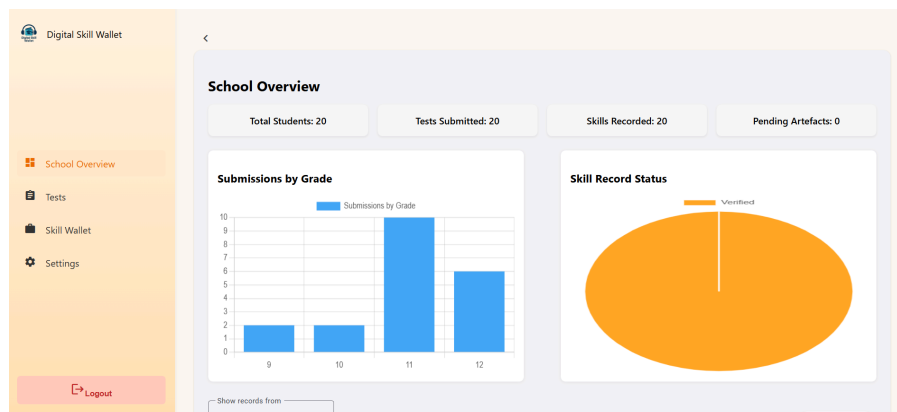 Digital Skill Wallet
School Overview
Tests
Skill Wallet
Settings
Logout
School Overview
Total Students: 20
Tests Submitted: 20
Skills Recorded: 20
Pending Artefacts: 0
Submissions by Grade
Submissions by Grade
10
9
8
7
6
5
4
3
2
1
0
9 10 11 12
Skill Record Status
Verified
Show records from